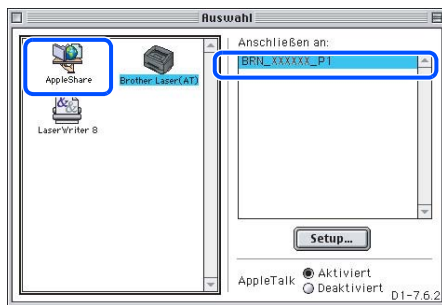 Auswahl
AppleShare
Brother Laser(AT)
LaserWriter 8
Anschließen an:
BRN_XXXXXX_P1
Setup...
AppleTalk
Aktiviert
Deaktiviert
D1-7.6.2